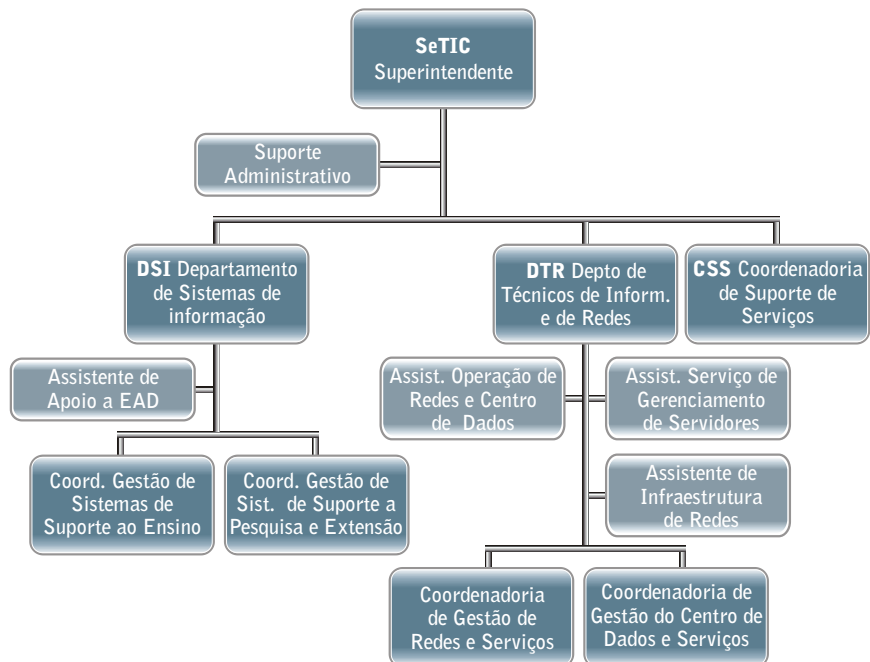 SeTIC
Superintendente
Suporte
Administrativo
DSI Departamento
de Sistemas de
informação
DTR Depto de
Técnicos de Inform.
e de Redes
CSS Coordenadoria
de Suporte de
Serviços
Assistente de
Apoio a EAD
Assist. Operação de
Redes e Centro
de Dados
Assist. Serviço de
Gerenciamento
de Servidores
Coord. Gestão de
Sistemas de
Suporte ao Ensino
Coord. Gestão de
Sist. de Suporte a
Pesquisa e Extensão
Assistente de
Infraestrutura
de Redes
Coordenadoria
de Gestão de
Redes e Serviços
Coordenadoria de
Gestão do Centro de
Dados e Serviços